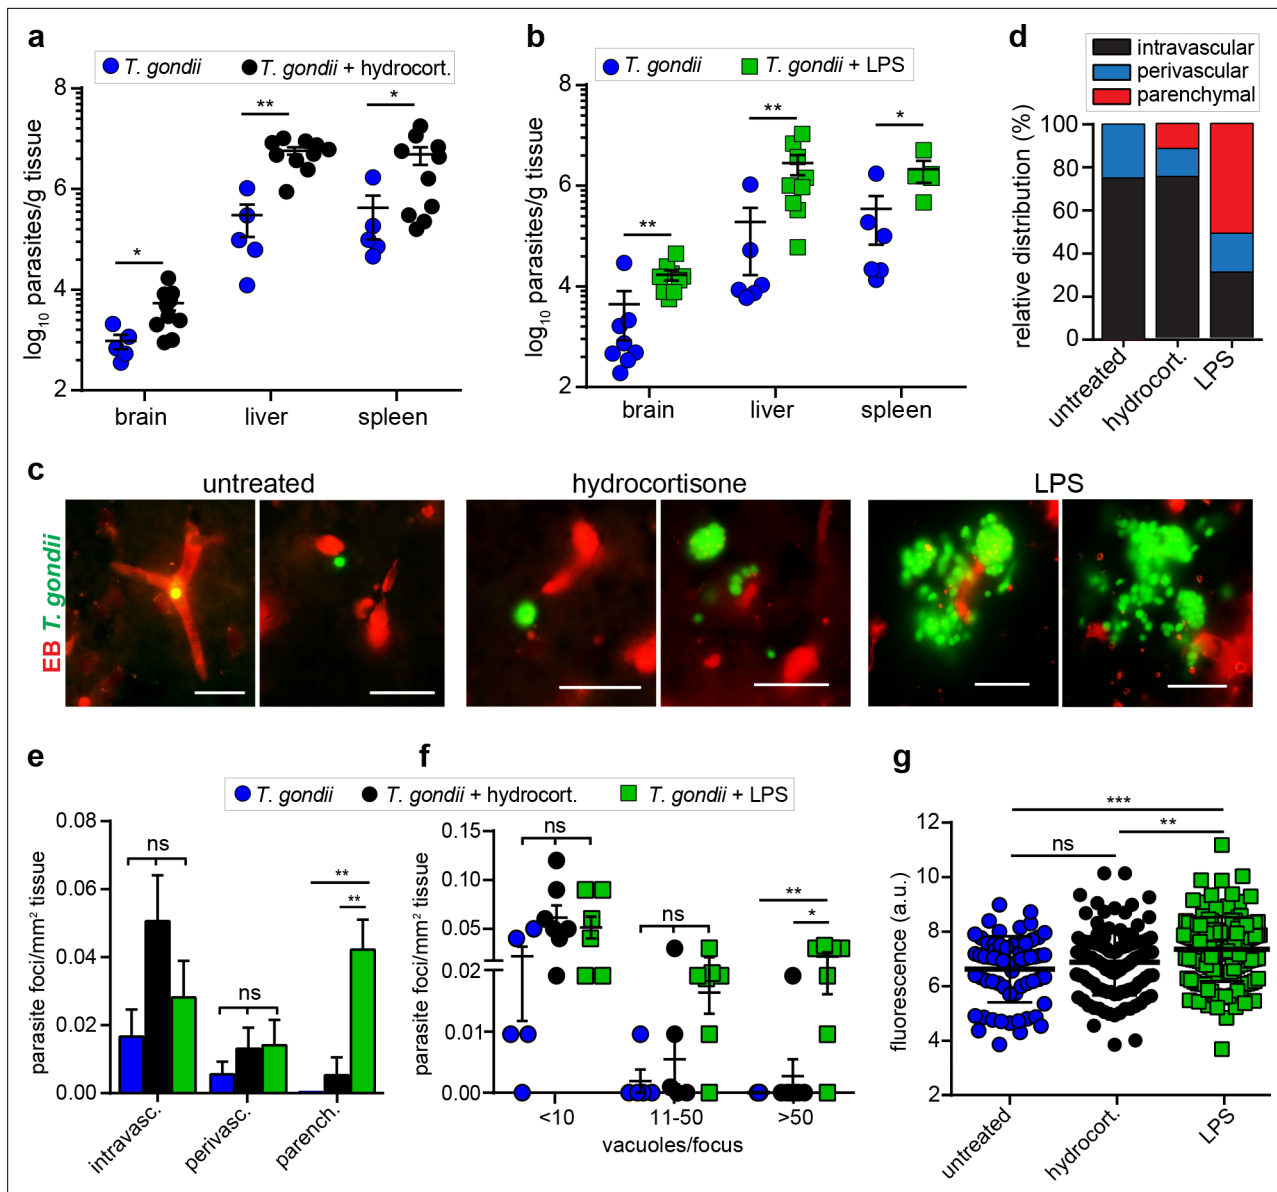 a
T. gondii
T. gondii + hydrocort.
log10 parasites/g tissue
8
6
4
2
*
**
*
brain
liver
spleen
b
T. gondii
T. gondii + LPS
log10 parasites/g tissue
8
6
4
2
**
**
*
brain
liver
spleen
d
intravascular
perivascular
parenchymal
relative distribution (%)
100
80
60
40
20
0
untreated
hydrocort.
LPS
c
untreated
hydrocortisone
LPS
EB T. gondii
e
f
g
T. gondii
T. gondii + hydrocort.
T. gondii + LPS
parasite foci/mm² tissue
0.08
0.06
0.04
0.02
0.00
ns
ns
**
**
intravasc.
perivasc.
parench.
parasite foci/mm² tissue
0.15
0.10
0.05
0.02
0.01
0.00
ns
ns
**
*
<10
11-50
>50
vacuoles/focus
fluorescence (a.u.)
12
10
8
6
4
2
***
**
ns
untreated
hydrocort.
LPS